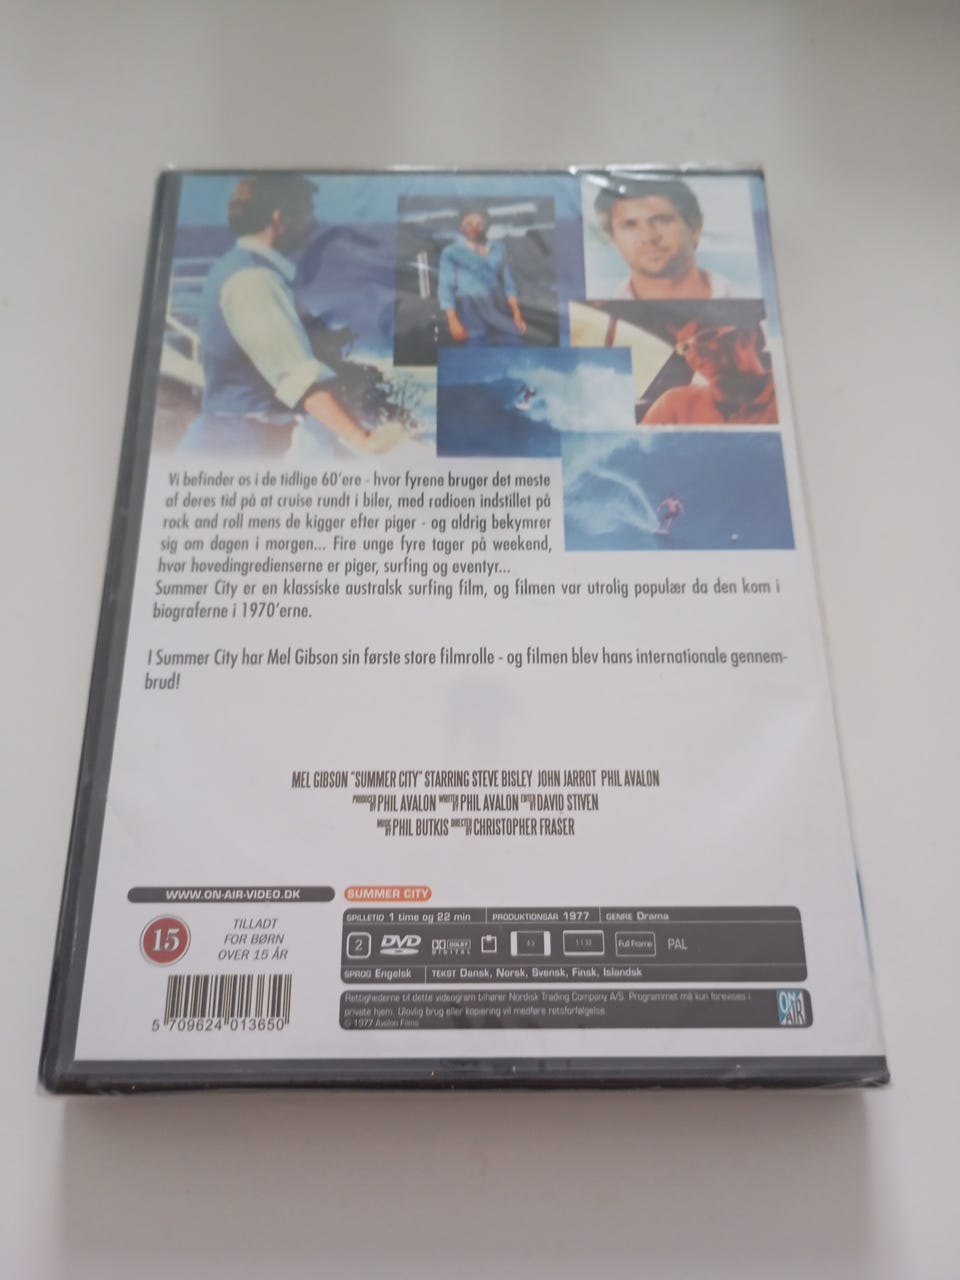 Vi befinder os i de tidlige 60'ere - hvor fyrene bruger det meste
af deres tid på at cruise rundt i biler, med radioen indstillet på
rock and roll mens de kigger efter piger - og aldrig bekymrer
sig om dagen i morgen... Fire unge fyre tager på weekend,
hvor hovedingredienserne er piger, surfing og eventyr...
Summer City er en klassiske australsk surfing film, og filmen var utrolig populær da den kom i
biograferne i 1970'erne.
I Summer City har Mel Gibson sin første store filmrolle - og filmen blev hans internationale gennem-
brud!
MEL GIBSON "SUMMER CITY" STARRING STEVE BISLEY JOHN JARROT PHIL AVALON
PRODUCED BY PHIL AVALON WRITTEN BY PHIL AVALON EDITED BY DAVID STIVEN
MUSIC BY PHIL BUTKIS DIRECTED BY CHRISTOPHER FRASER
WWW.ON-AIR-VIDEO.DK
SUMMER CITY
15
TILLADT
FOR BØRN
OVER 15 ÅR
SPILLETID 1 time og 22 min PRODUKTIONSÅR 1977 GENRE Drama
2 DVD DOLBY DIGITAL Full Frame PAL
SPROG Engelsk TEKST Dansk, Norsk, Svensk, Finsk, Islandsk
Rettighederne til dette videogram tilhører Nordisk Trading Company A/S. Programmet må kun forevises i
private hjem. Ulovlig brug eller kopiering vil medføre retsforfølgelse.
© 1977 Avalon Films
ON AIR
5 709624 013650